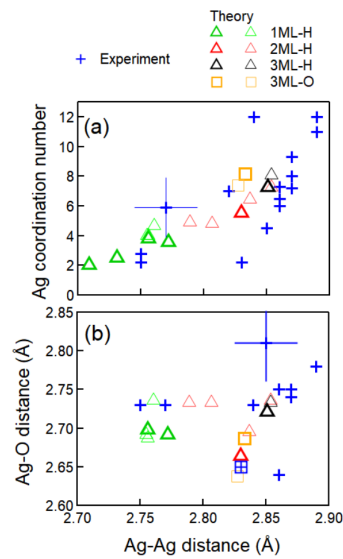 Theory
Experiment
1ML-H
2ML-H
3ML-H
3ML-O
(a)
Ag coordination number
12
10
8
6
4
2
0
(b)
Ag-O distance (Å)
2.85
2.80
2.75
2.70
2.65
2.60
2.70 2.75 2.80 2.85 2.90
Ag-Ag distance (Å)